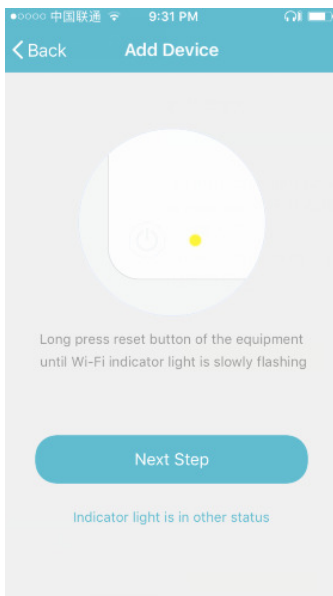 中国联通 9:31 PM
Back Add Device
Long press reset button of the equipment
until Wi-Fi indicator light is slowly flashing
Next Step
Indicator light is in other status